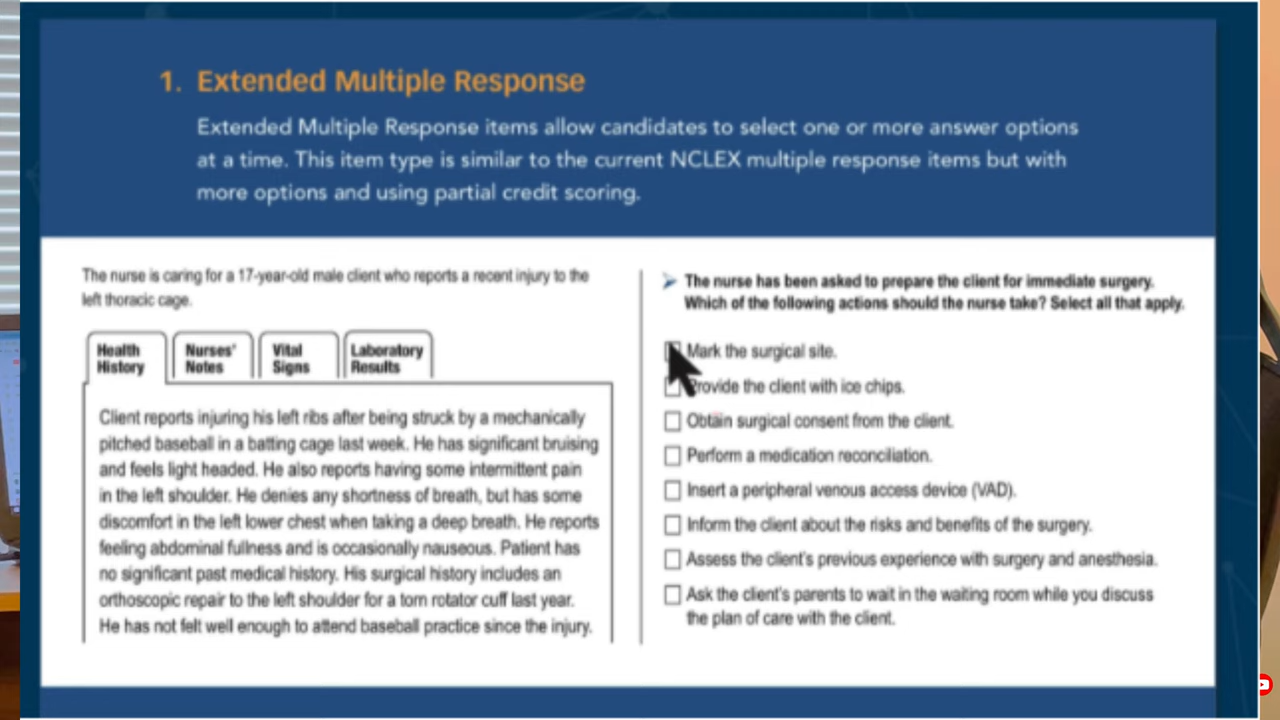 1. Extended Multiple Response
Extended Multiple Response items allow candidates to select one or more answer options
at a time. This item type is similar to the current NCLEX multiple response items but with
more options and using partial credit scoring.
The nurse is caring for a 17-year-old male client who reports a recent injury to the
left thoracic cage.
Health History
Nurses' Notes
Vital Signs
Laboratory Results
Client reports injuring his left ribs after being struck by a mechanically
pitched baseball in a batting cage last week. He has significant bruising
and feels light headed. He also reports having some intermittent pain
in the left shoulder. He denies any shortness of breath, but has some
discomfort in the left lower chest when taking a deep breath. He reports
feeling abdominal fullness and is occasionally nauseous. Patient has
no significant past medical history. His surgical history includes an
orthoscopic repair to the left shoulder for a torn rotator cuff last year.
He has not felt well enough to attend baseball practice since the injury.
The nurse has been asked to prepare the client for immediate surgery.
Which of the following actions should the nurse take? Select all that apply.
Mark the surgical site.
Provide the client with ice chips.
Obtain surgical consent from the client.
Perform a medication reconciliation.
Insert a peripheral venous access device (VAD).
Inform the client about the risks and benefits of the surgery.
Assess the client's previous experience with surgery and anesthesia.
Ask the client's parents to wait in the waiting room while you discuss
the plan of care with the client.